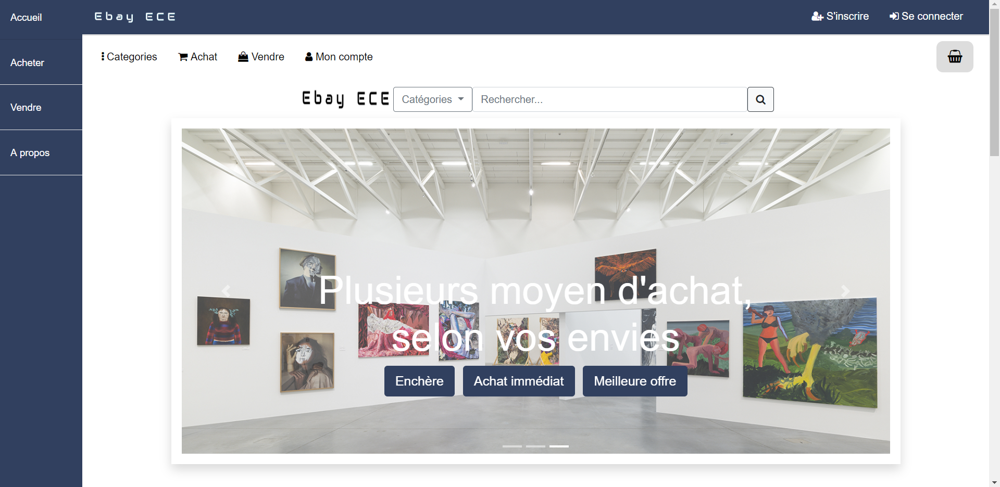 Accueil
Ebay ECE
S'inscrire
Se connecter
Acheter
Vendre
A propos
Categories
Achat
Vendre
Mon compte
Ebay ECE
Catégories
Rechercher...
Plusieurs moyen d'achat,
selon vos envies
Enchère
Achat immédiat
Meilleure offre